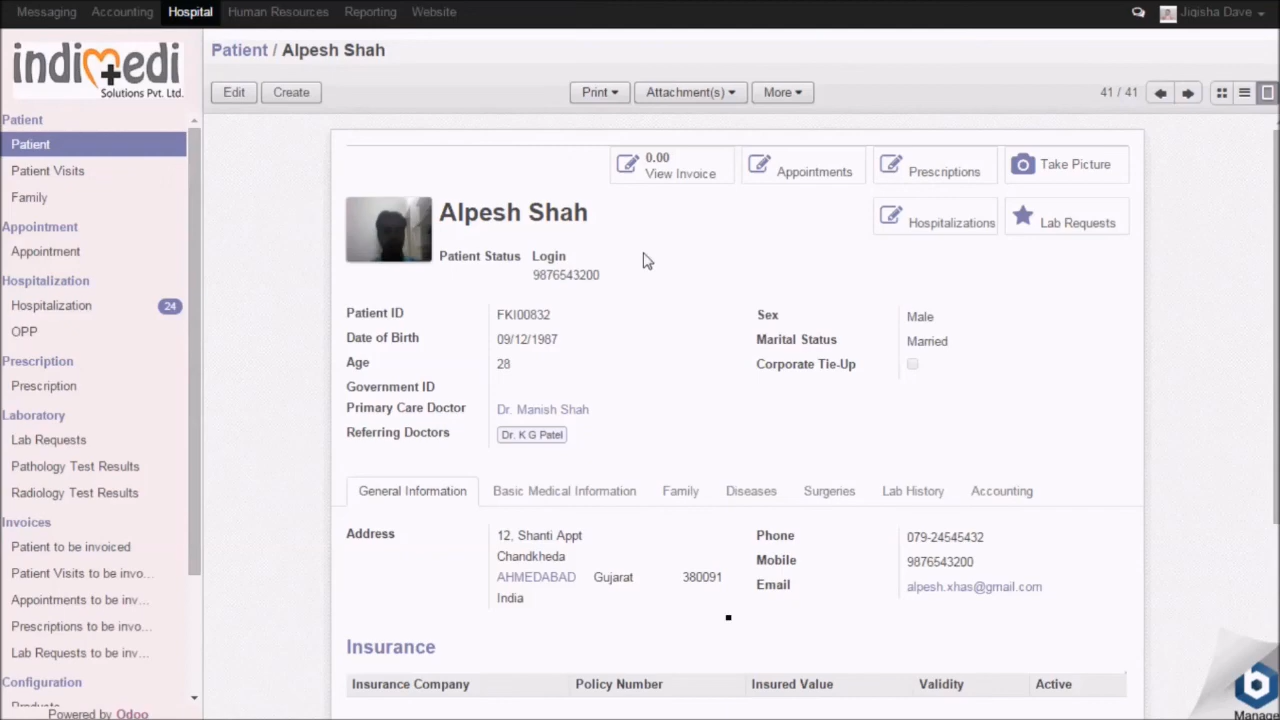 Messaging Accounting Hospital Human Resources Reporting Website Jigisha Dave
indimedi
Solutions Pvt. Ltd.
Patient
Patient
Patient Visits
Family
Appointment
Appointment
Hospitalization
Hospitalization 24
OPP
Prescription
Prescription
Laboratory
Lab Requests
Pathology Test Results
Radiology Test Results
Invoices
Patient to be invoiced
Patient Visits to be invo...
Appointments to be inv...
Prescriptions to be invo...
Lab Requests to be inv...
Configuration
Products
Powered by Odoo
Patient / Alpesh Shah
Edit Create Print Attachment(s) More 41 / 41
0.00
View Invoice Appointments Prescriptions Take Picture
Hospitalizations Lab Requests
Alpesh Shah
Patient Status Login
9876543200
Patient ID FKI00832
Date of Birth 09/12/1987
Age 28
Government ID
Primary Care Doctor Dr. Manish Shah
Referring Doctors Dr. K G Patel
Sex Male
Marital Status Married
Corporate Tie-Up
General Information Basic Medical Information Family Diseases Surgeries Lab History Accounting
Address 12, Shanti Appt
Chandkheda
AHMEDABAD Gujarat 380091
India
Phone 079-24545432
Mobile 9876543200
Email alpesh.xhas@gmail.com
Insurance
Insurance Company Policy Number Insured Value Validity Active
Manage